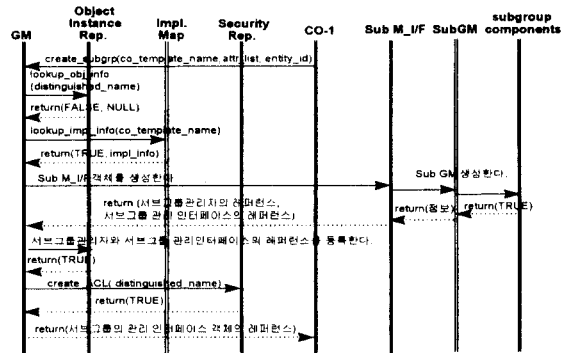 GM
Object
Instance
Rep.
Impl.
Map
Security
Rep.
CO-1
Sub M_I/F
SubGM
subgroup
components
create_subgrp(co_template_name, attr_list, entity_id)
lookup_obj_info
(distinguished_name)
return(FALSE, NULL)
lookup_impl_info(co_template_name)
return(TRUE, impl_info)
Sub M_I/F객체를 생성한다
Sub GM 생성한다.
return (서브그룹관리자의 레퍼런스,
서브그룹 관리 인터페이스의 레퍼런스)
return(정보)
return(TRUE)
서브그룹관리자와 서브그룹 관리인터페이스의 레퍼런스를 등록한다.
return(TRUE)
create_ACL( distinguished_name)
return(TRUE)
return(서브그룹의 관리 인터페이스 객체의 레퍼런스)